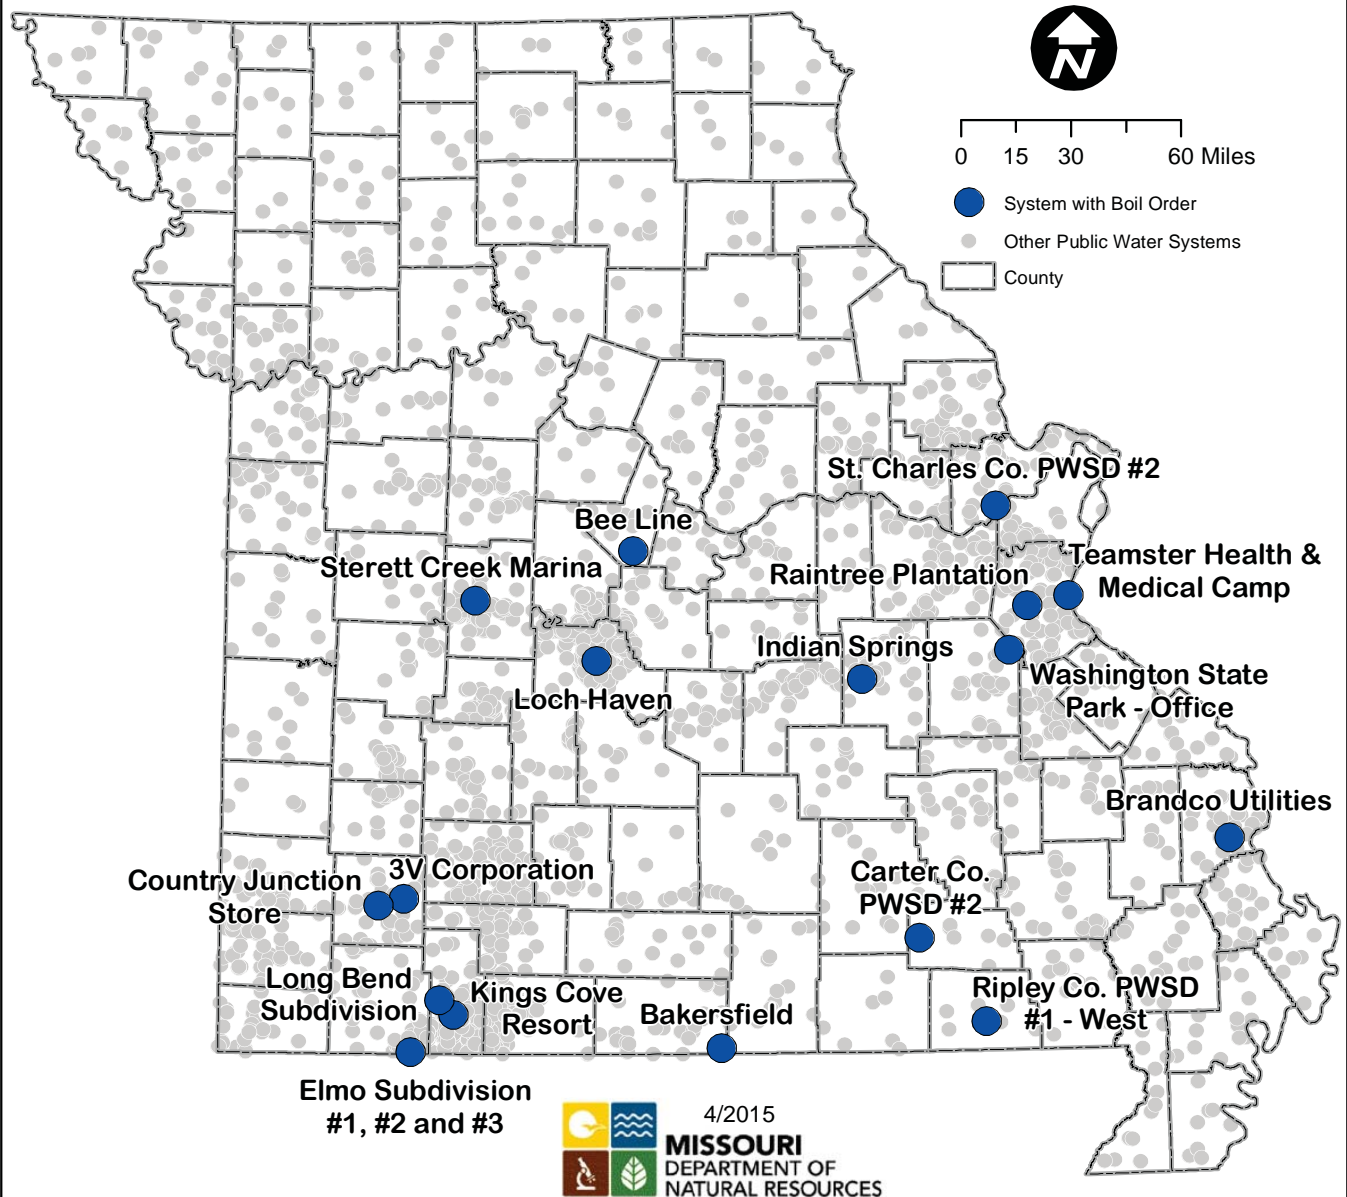 N
0 15 30 60 Miles
System with Boil Order
Other Public Water Systems
County
St. Charles Co. PWSD #2
Bee Line
Sterett Creek Marina
Teamster Health &
Medical Camp
Raintree Plantation
Indian Springs
Loch Haven
Washington State
Park - Office
Brandco Utilities
3V Corporation
Country Junction
Store
Carter Co.
PWSD #2
Long Bend
Subdivision
Kings Cove
Resort
Bakersfield
Ripley Co. PWSD
#1 - West
Elmo Subdivision
#1, #2 and #3
4/2015
MISSOURI
DEPARTMENT OF
NATURAL RESOURCES